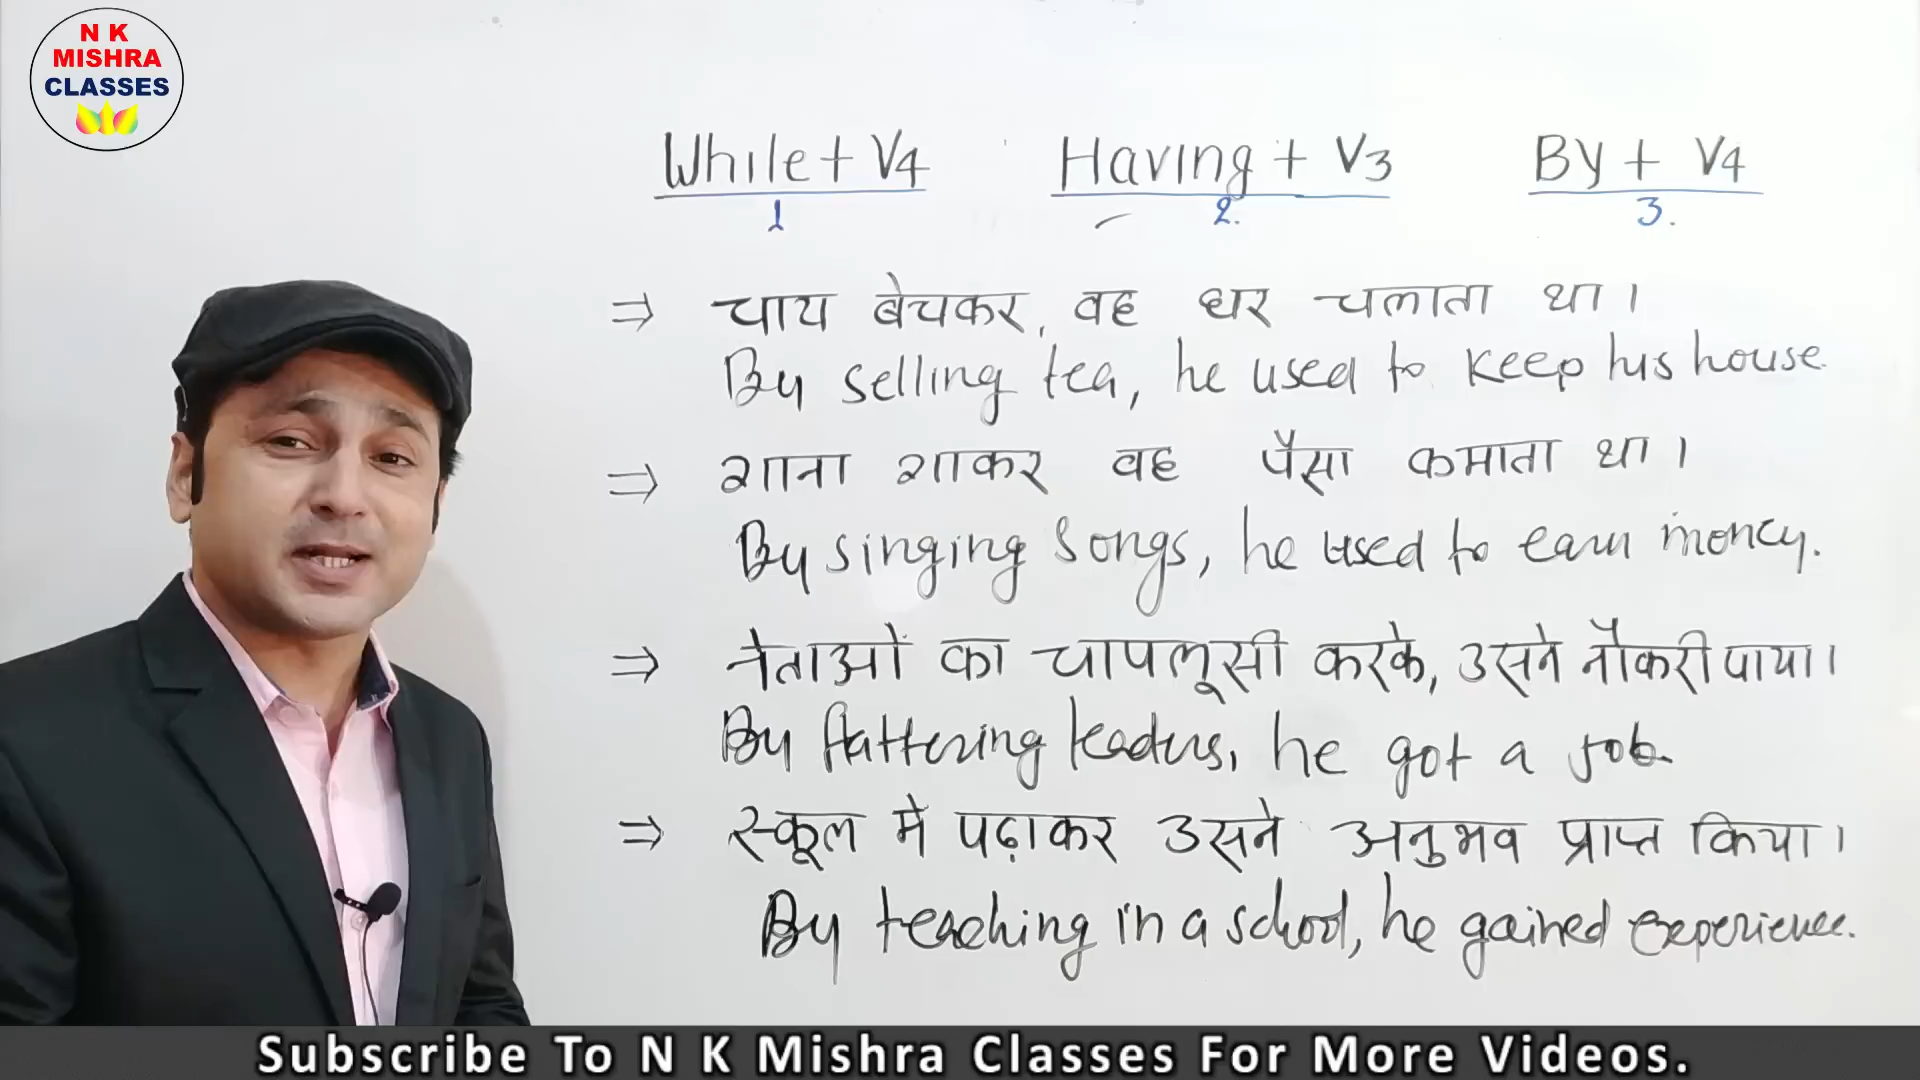 N K
MISHRA
CLASSES
While + V4 Having + V3 By + V4
1 2. 3.
⇒ चाय बेचकर, वह घर चलाता था।
By selling tea, he used to keep his house.
⇒ गाना गाकर वह पैसा कमाता था।
By singing songs, he used to earn money.
⇒ नेताओं का चापलूसी करके, उसने नौकरी पाया।
By flattering leaders, he got a job.
⇒ स्कूल में पढ़ाकर उसने अनुभव प्राप्त किया।
By teaching in a school, he gained experience.
Subscribe To N K Mishra Classes For More Videos.